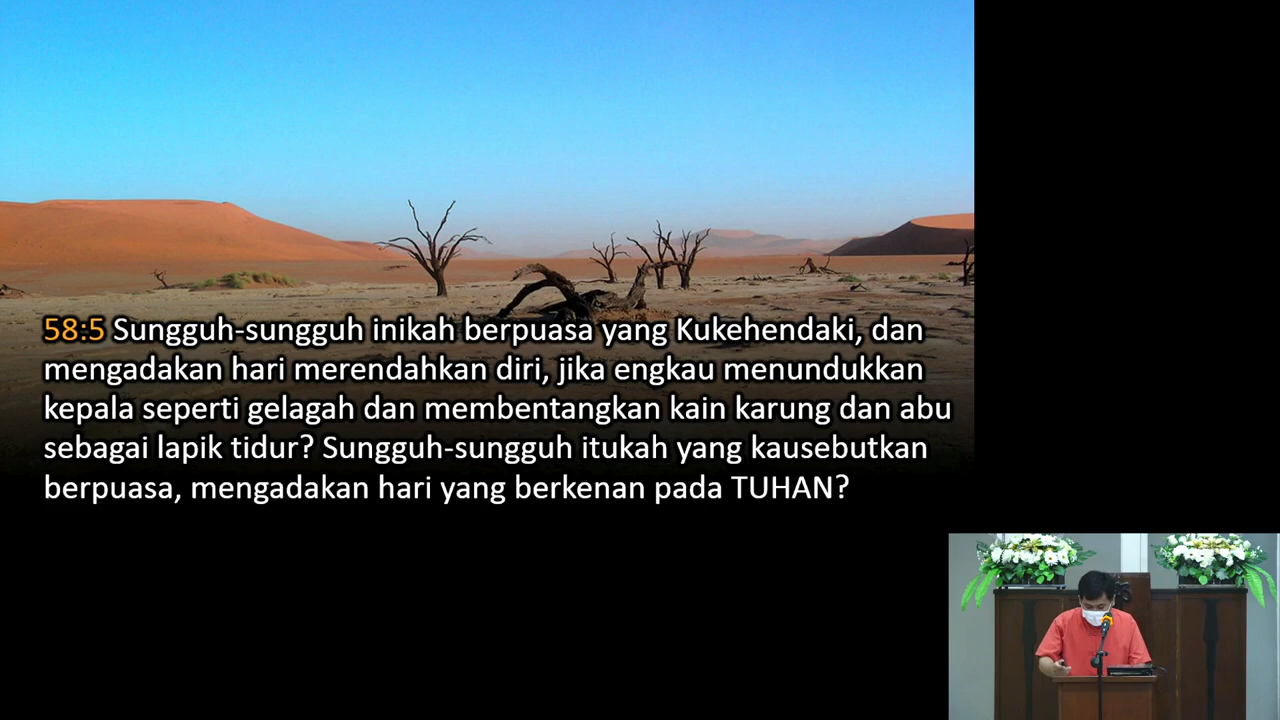 58:5 Sungguh-sungguh inikah berpuasa yang Kukehendaki, dan
mengadakan hari merendahkan diri, jika engkau menundukkan
kepala seperti gelagah dan membentangkan kain karung dan abu
sebagai lapik tidur? Sungguh-sungguh itukah yang kausebutkan
berpuasa, mengadakan hari yang berkenan pada TUHAN?